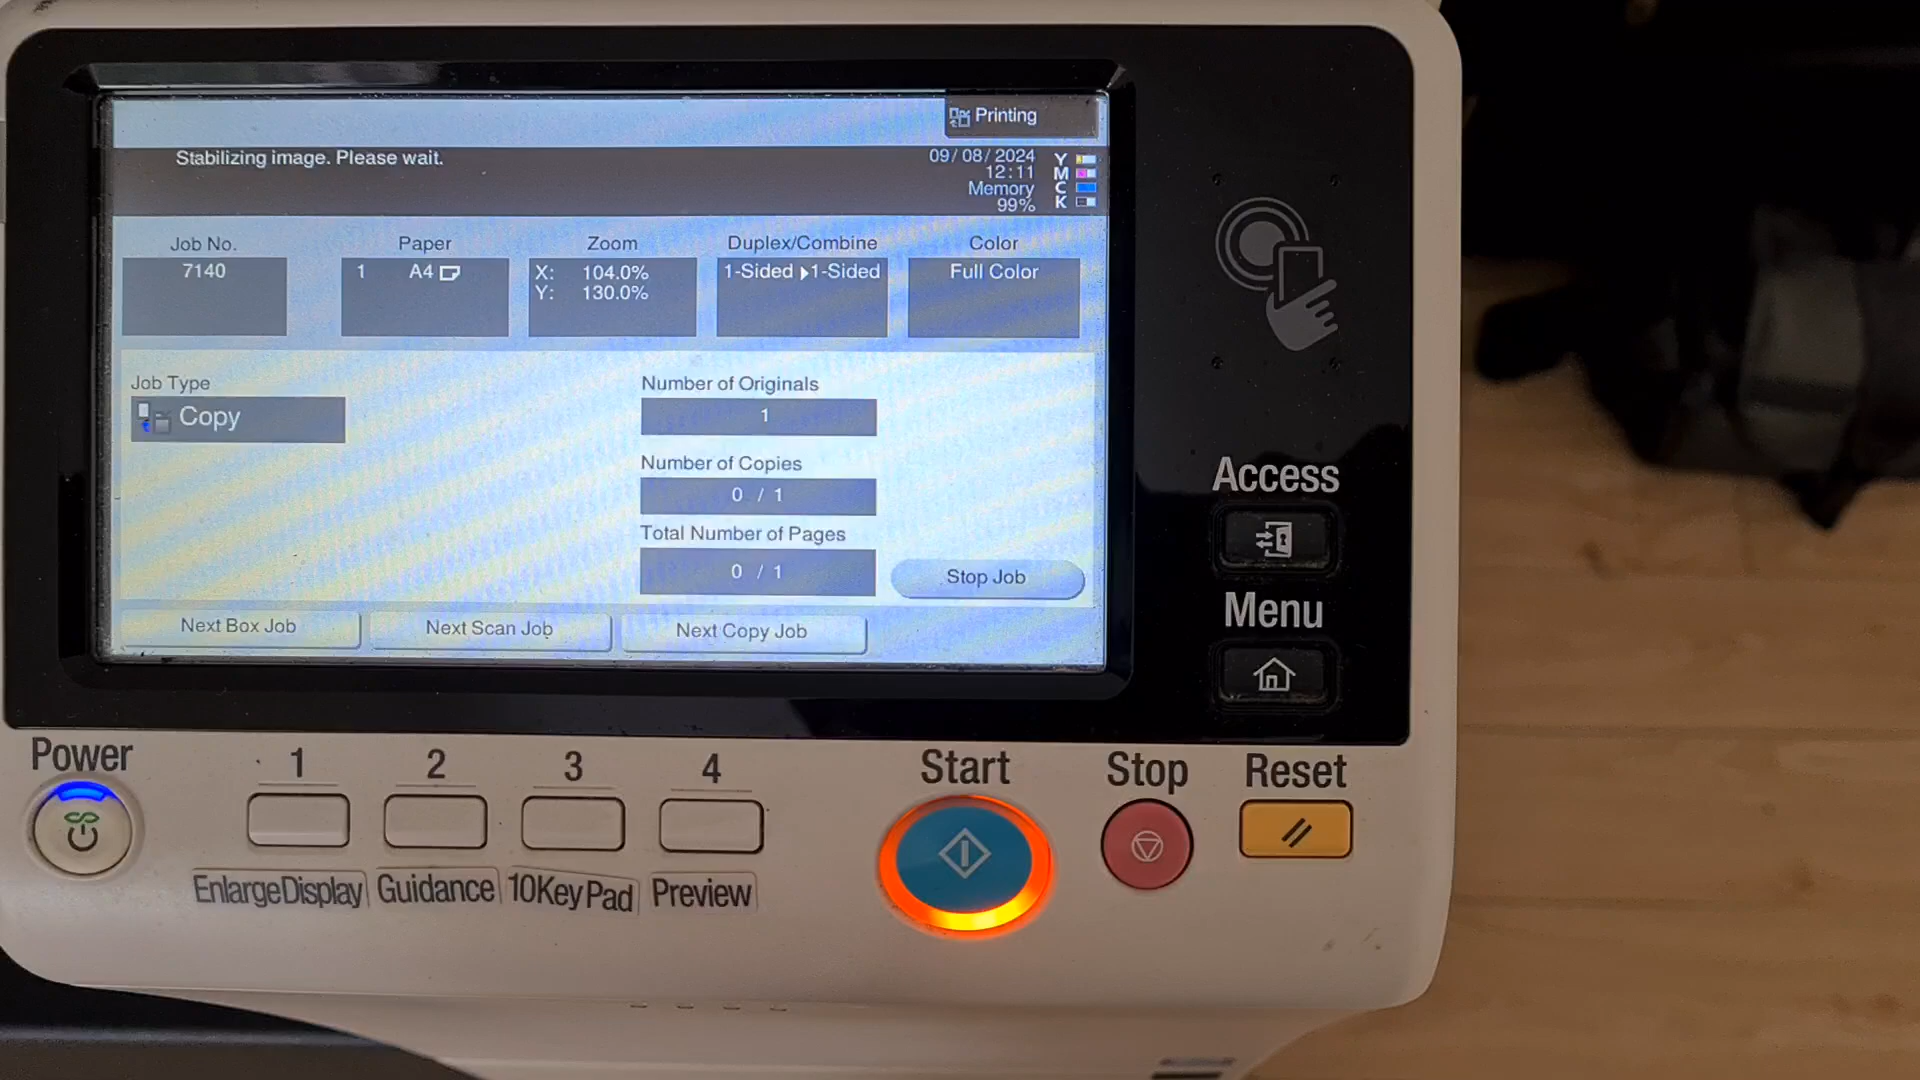 Printing
Stabilizing image. Please wait.
09/08/2024
12:11
Memory
99%
Y
M
C
K
Job No.
7140
Paper
1 A4
Zoom
X: 104.0%
Y: 130.0%
Duplex/Combine
1-Sided 1-Sided
Color
Full Color
Job Type
Copy
Number of Originals
1
Number of Copies
0 / 1
Total Number of Pages
0 / 1
Stop Job
Next Box Job
Next Scan Job
Next Copy Job
Access
Menu
Power
1
2
3
4
Start
Stop
Reset
EnlargeDisplay
Guidance
10KeyPad
Preview